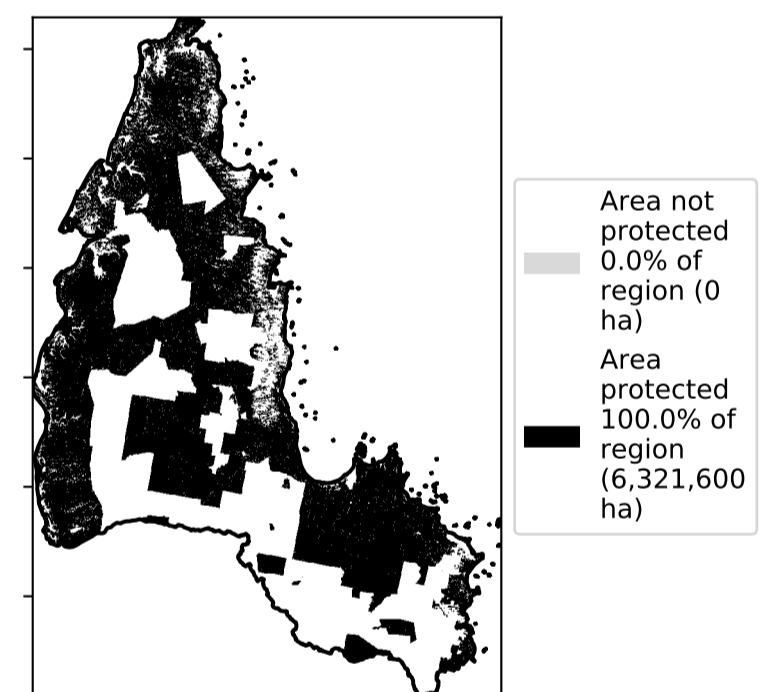 Area not
protected
0.0% of
region (0
ha)
Area
protected
100.0% of
region
(6,321,600
ha)